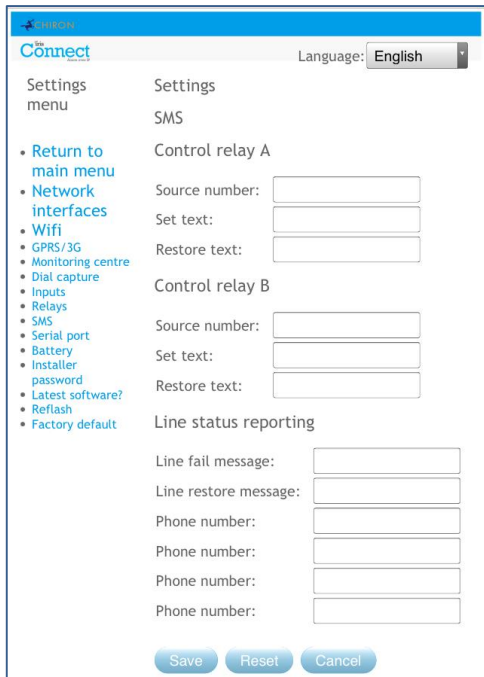 CHIRON
iris
Connect
Language: English
Settings
menu
• Return to
main menu
• Network
interfaces
• Wifi
• GPRS/3G
• Monitoring centre
• Dial capture
• Inputs
• Relays
• SMS
• Serial port
• Battery
• Installer
password
• Latest software?
• Reflash
• Factory default
Settings
SMS
Control relay A
Source number:
Set text:
Restore text:
Control relay B
Source number:
Set text:
Restore text:
Line status reporting
Line fail message:
Line restore message:
Phone number:
Phone number:
Phone number:
Phone number:
Save Reset Cancel